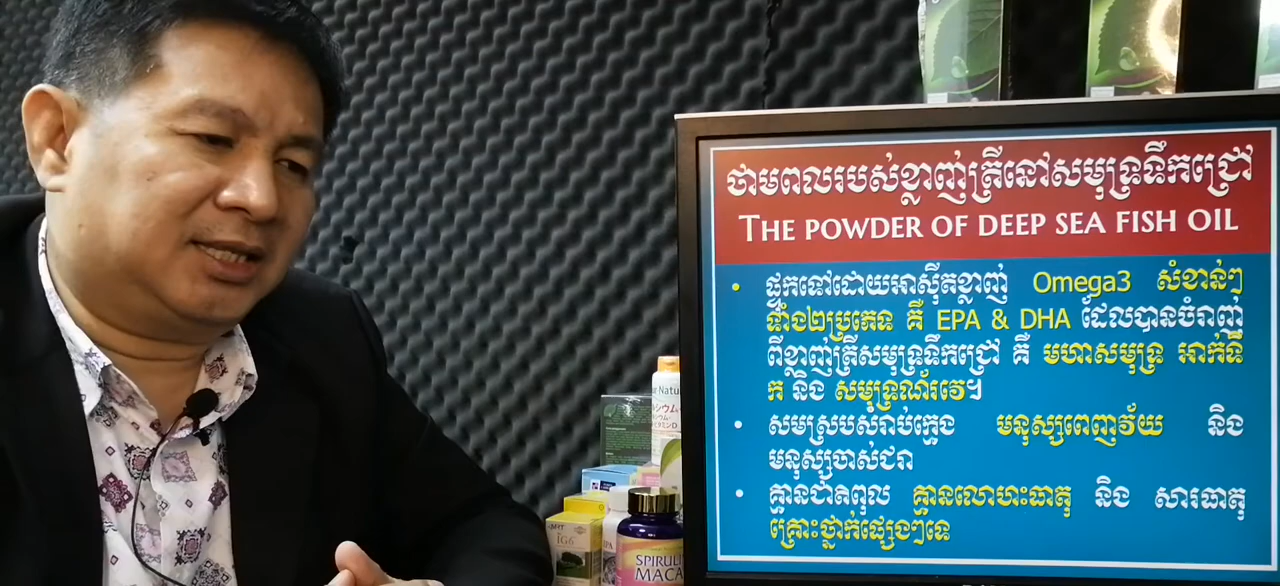 ថាមពលរបស់ខ្លាញ់ត្រីនៅសមុទ្រទឹកជ្រៅ
THE POWDER OF DEEP SEA FISH OIL
• ផ្ទុកទៅដោយអាស៊ីតខ្លាញ់ Omega3 សំខាន់ៗ
ទាំង២ប្រភេទ គឺ EPA & DHA ដែលបានចំរាញ់
ពីខ្លាញ់ត្រីសមុទ្រទឹកជ្រៅ គឺ មហាសមុទ្រ អាក់ទី
ក និង សមុទ្រណ័រវេ។
• សមស្របសំរាប់ក្មេង មនុស្សពេញវ័យ និង
មនុស្សចាស់ជរា
• គ្មានជាតិពុល គ្មានលោហះធាតុ និង សារធាតុ
គ្រោះថ្នាក់ផ្សេងៗទេ
IG6
SPIRUL
MACA